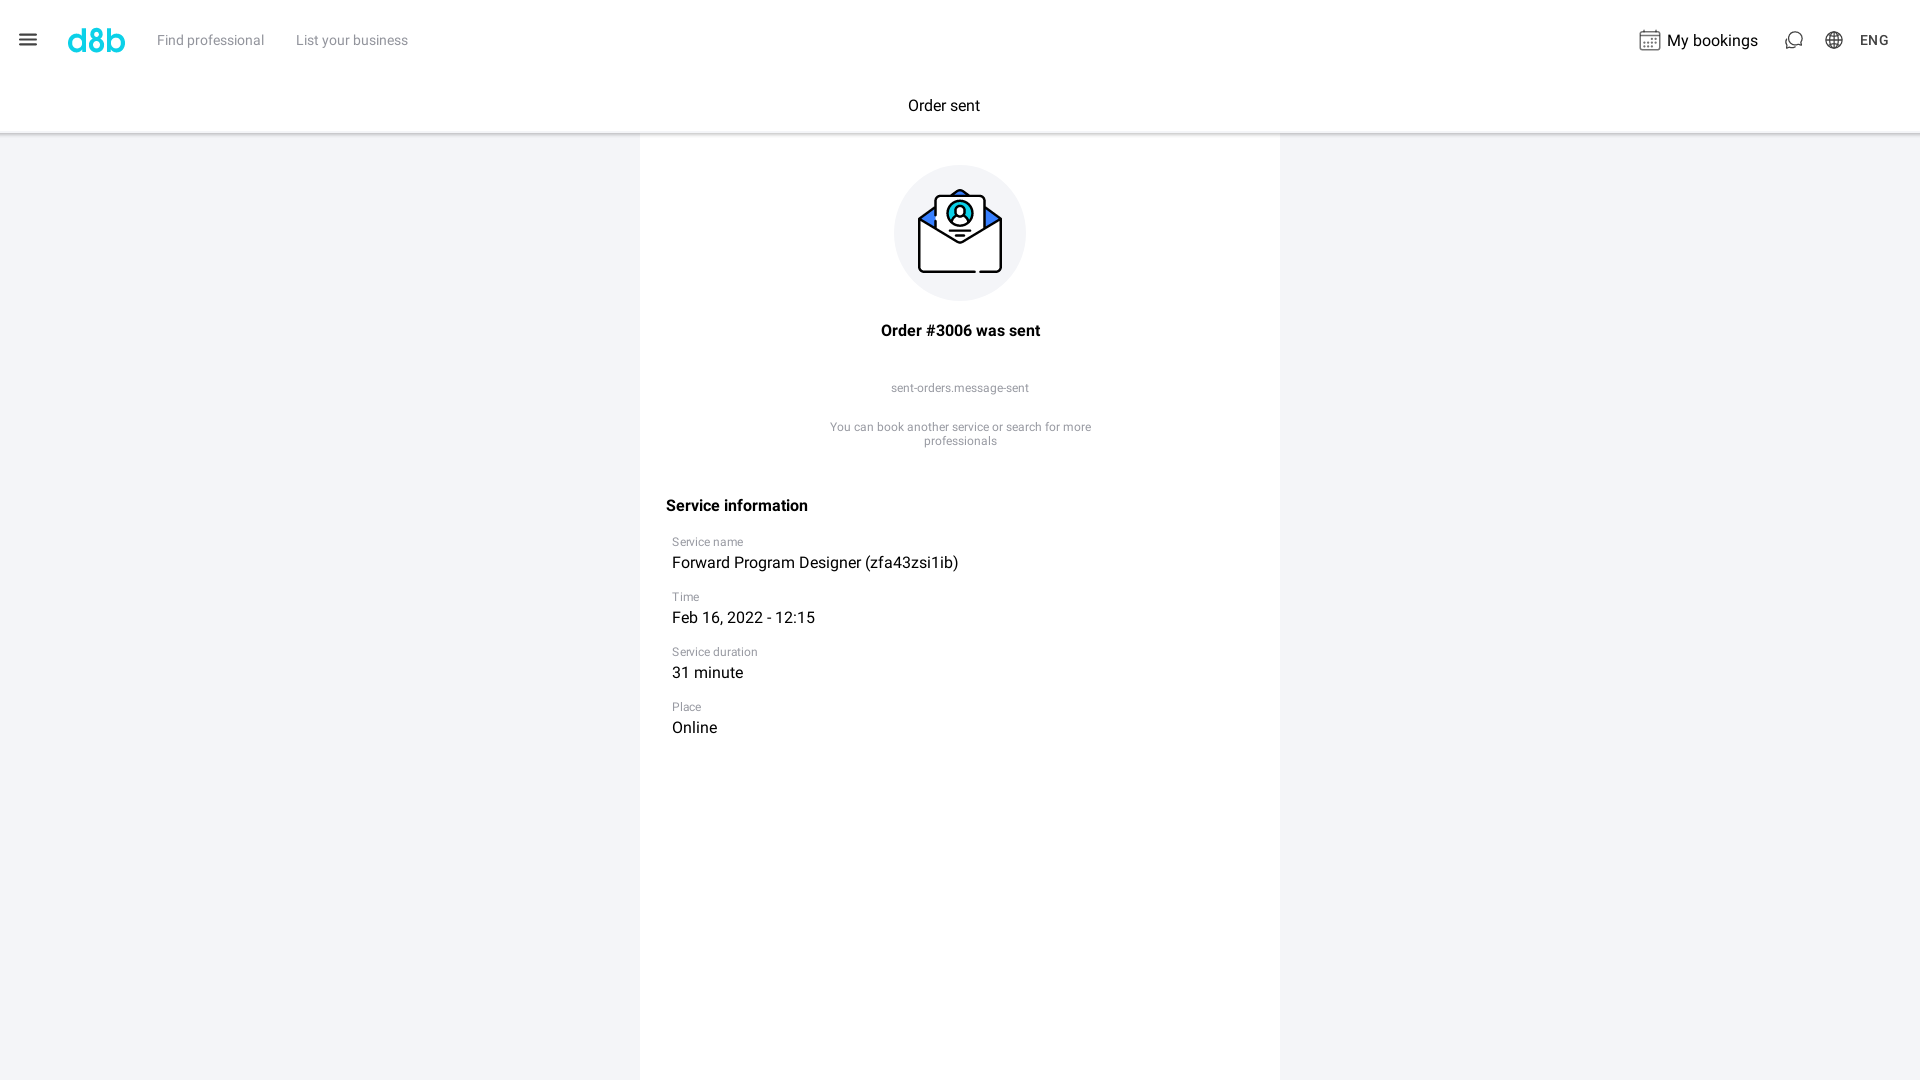 d8b
Find professional
List your business
My bookings
ENG
Order sent
Order #3006 was sent
sent-orders.message-sent
You can book another service or search for more
professionals
Service information
Service name
Forward Program Designer (zfa43zsi1ib)
Time
Feb 16, 2022 - 12:15
Service duration
31 minute
Place
Online